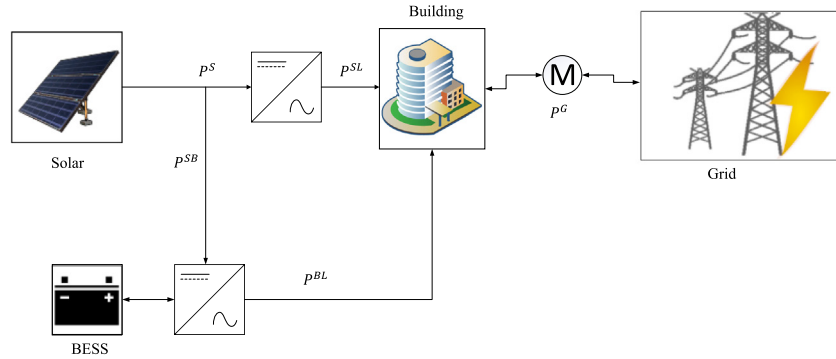 Building
P^S
P^SL
M
P^G
Solar
P^SB
Grid
P^BL
BESS